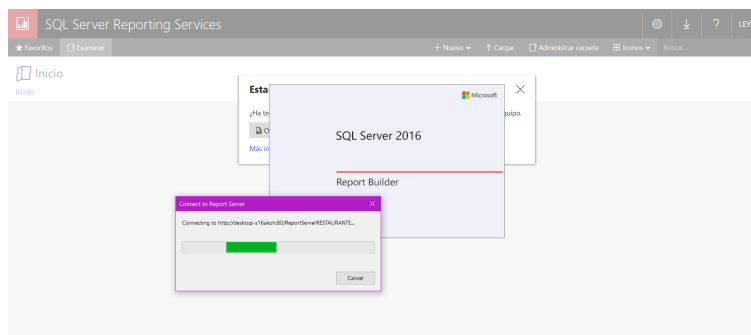 SQL Server Reporting Services
?
LEY
★ Favoritos Examinar + Nuevo Cargar Administrar carpeta Iconos Buscar...
Inicio
Inicio
Esta
Microsoft
¿Ha te
quipo.
O
SQL Server 2016
Más in
Report Builder
Connect to Report Server
Connecting to http://desktop-s16akoh:80/ReportServerRESTAURANTE...
Cancel